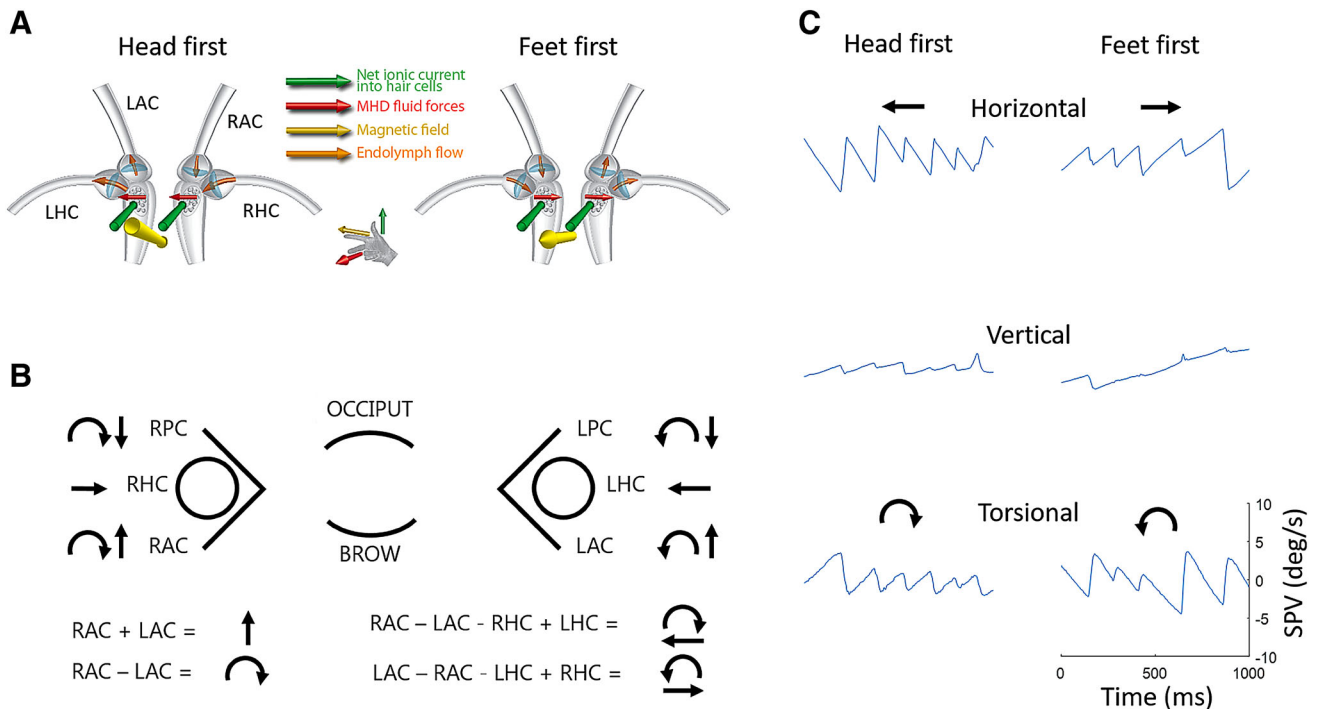 A
Head first
Feet first
LAC
RAC
LHC
RHC
Net ionic current
into hair cells
MHD fluid forces
Magnetic field
Endolymph flow
B
OCCIPUT
BROW
RPC
RHC
RAC
LPC
LHC
LAC
RAC + LAC =
RAC – LAC =
RAC – LAC - RHC + LHC =
LAC – RAC - LHC + RHC =
C
Head first
Feet first
Horizontal
Vertical
Torsional
10
5
0
-5
-10
SPV (deg/s)
0
500
1000
Time (ms)